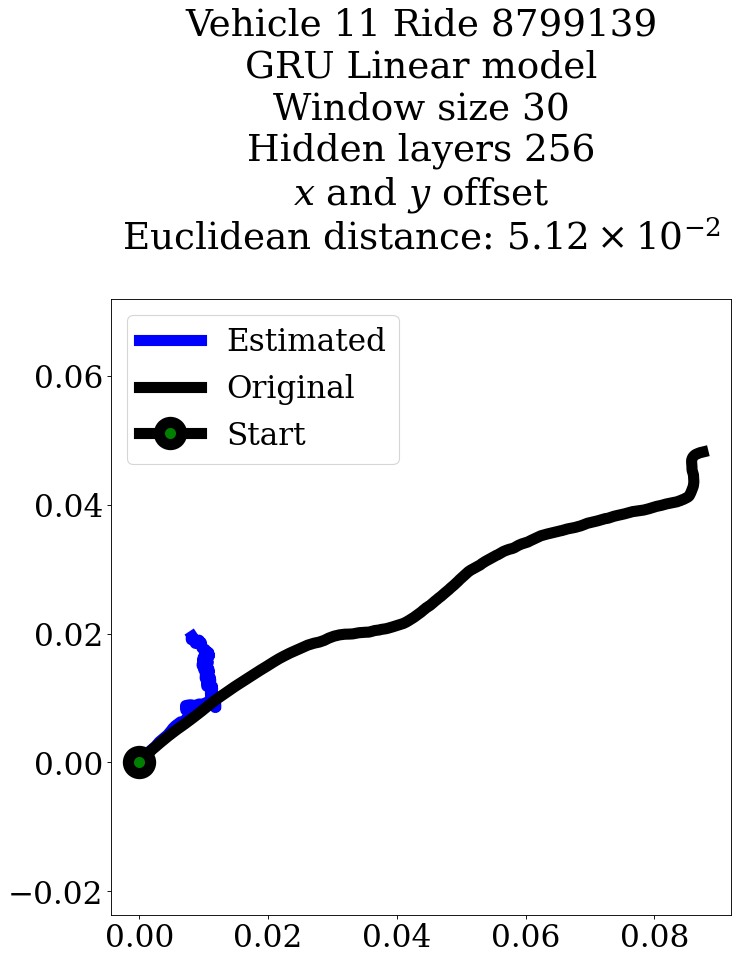 Vehicle 11 Ride 8799139
GRU Linear model
Window size 30
Hidden layers 256
x and y offset
Euclidean distance: 5.12 × 10⁻²
Estimated
Original
Start
0.06
0.04
0.02
0.00
−0.02
0.00 0.02 0.04 0.06 0.08